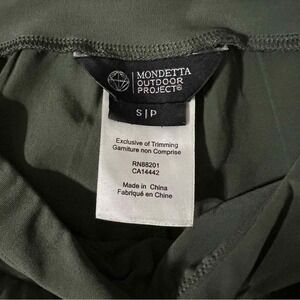 MONDETTA
OUTDOOR
PROJECT®
S|P
Exclusive of Trimming
Garniture non Comprise
RN88201
CA14442
Made in China
Fabriqué en Chine